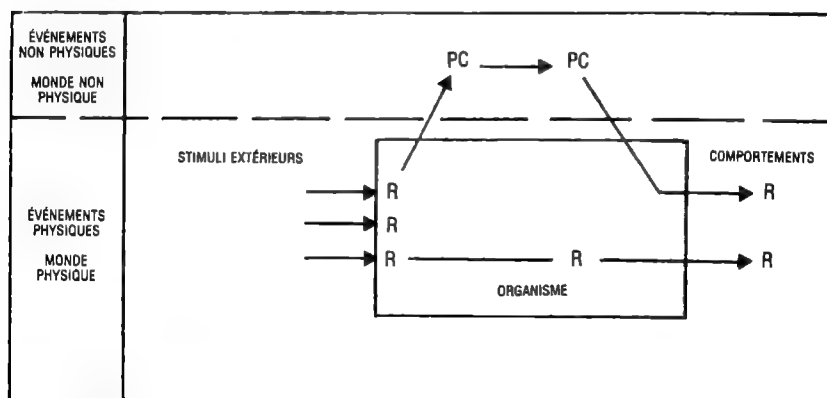 ÉVÉNEMENTS
NON PHYSIQUES
MONDE NON
PHYSIQUE
PC PC
STIMULI EXTÉRIEURS
COMPORTEMENTS
R R
R
R R R
ORGANISME
ÉVÉNEMENTS
PHYSIQUES
MONDE
PHYSIQUE